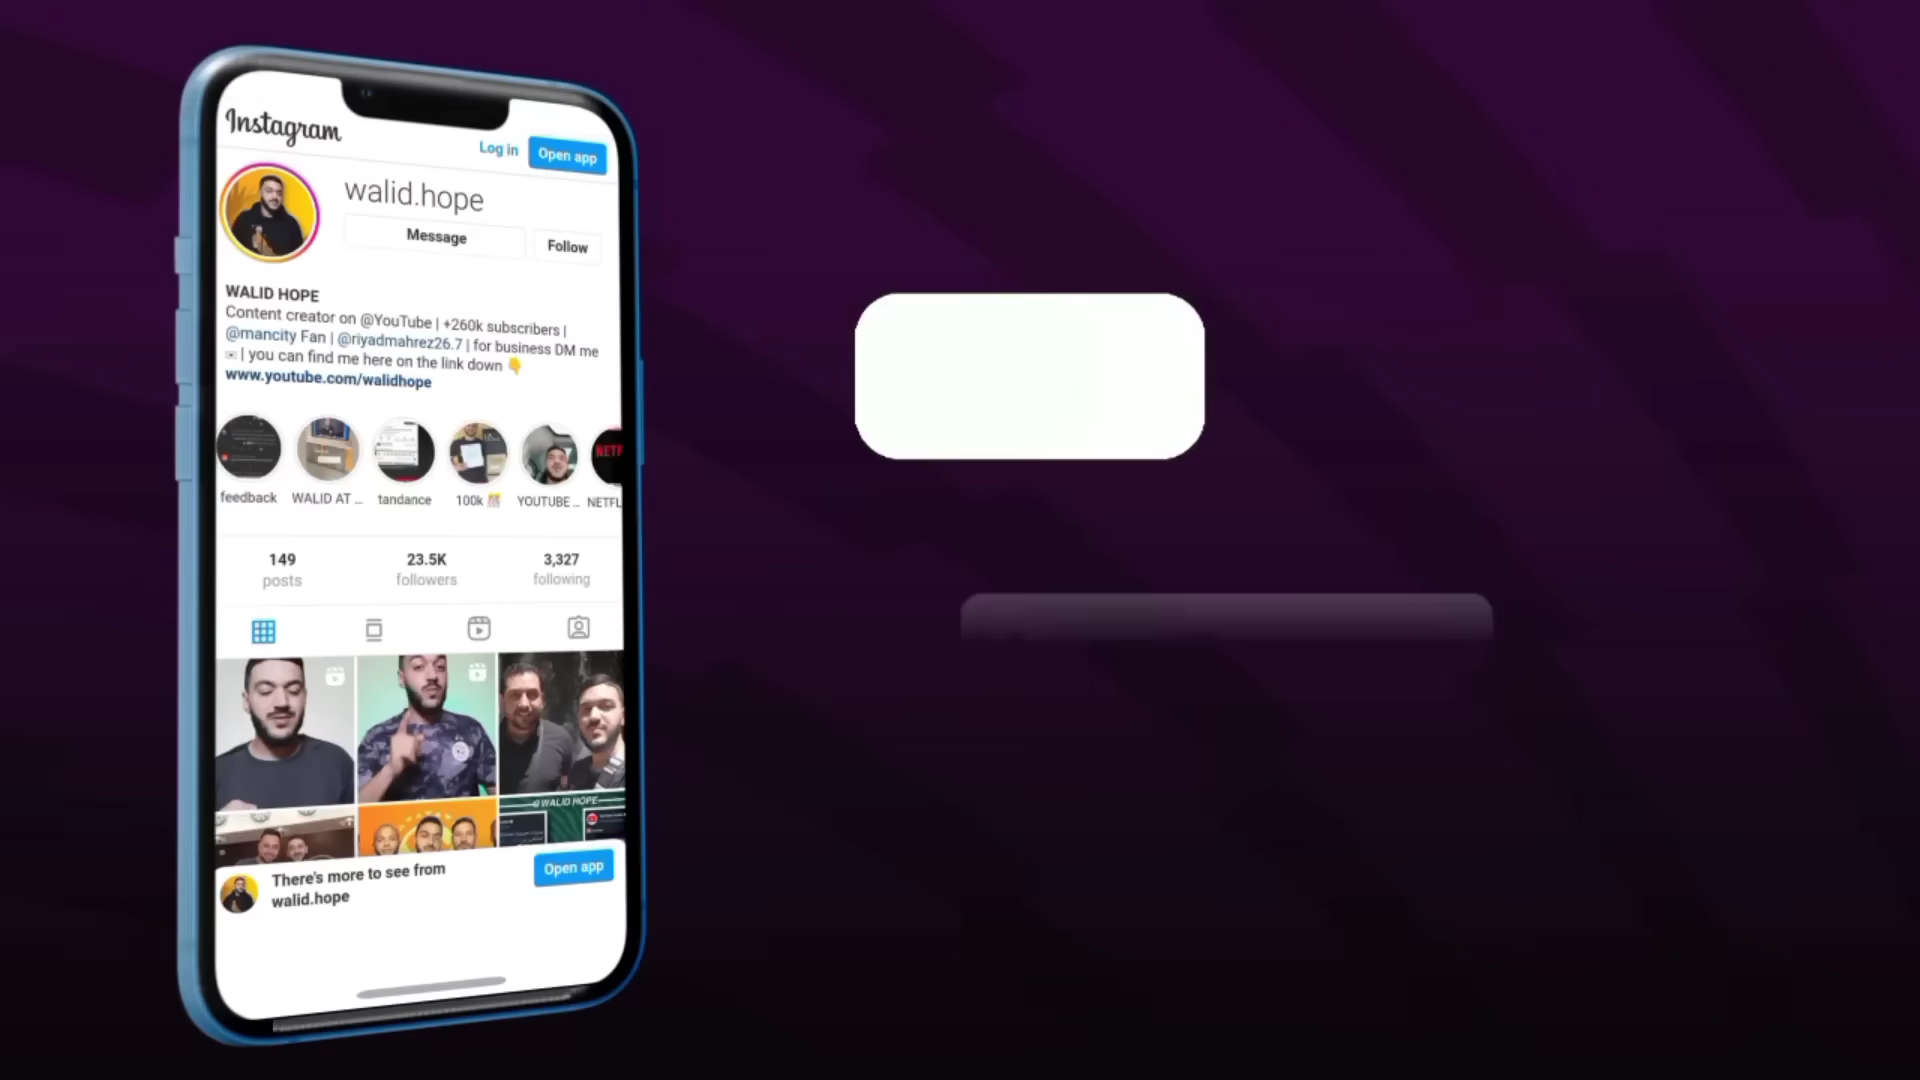 Instagram
Log in
Open app
walid.hope
Message
Follow
WALID HOPE
Content creator on @YouTube | +260k subscribers |
@mancity Fan | @riyadmahrez26.7 | for business DM me
✉️ | you can find me here on the link down 👇
www.youtube.com/walidhope
feedback
WALID AT ...
tandance
100k 🎊
YOUTUBE ...
NETFL
149
posts
23.5K
followers
3,327
following
@WALID HOPE
There's more to see from
walid.hope
Open app